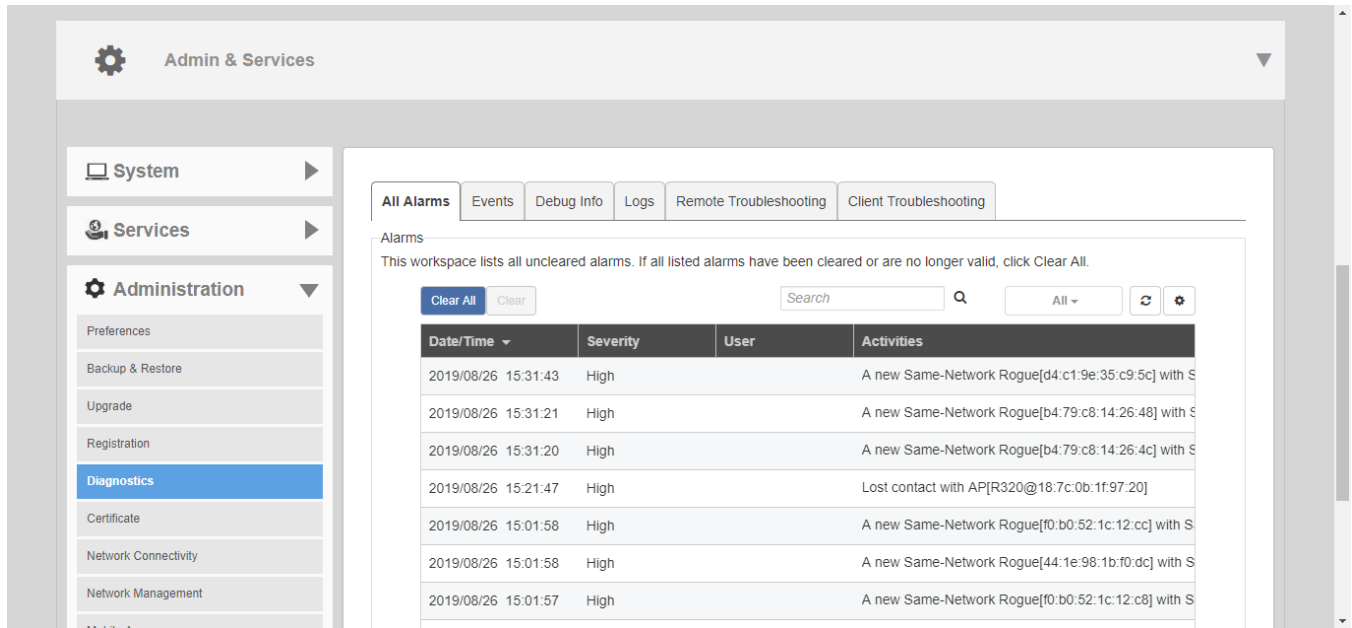 Admin & Services
System
Services
Administration
Preferences
Backup & Restore
Upgrade
Registration
Diagnostics
Certificate
Network Connectivity
Network Management
All Alarms Events Debug Info Logs Remote Troubleshooting Client Troubleshooting
Alarms
This workspace lists all uncleared alarms. If all listed alarms have been cleared or are no longer valid, click Clear All.
Clear All Clear Search All
Date/Time Severity User Activities
2019/08/26 15:31:43 High A new Same-Network Rogue[d4:c1:9e:35:c9:5c] with S
2019/08/26 15:31:21 High A new Same-Network Rogue[b4:79:c8:14:26:48] with S
2019/08/26 15:31:20 High A new Same-Network Rogue[b4:79:c8:14:26:4c] with S
2019/08/26 15:21:47 High Lost contact with AP[R320@18:7c:0b:1f:97:20]
2019/08/26 15:01:58 High A new Same-Network Rogue[f0:b0:52:1c:12:cc] with S
2019/08/26 15:01:58 High A new Same-Network Rogue[44:1e:98:1b:f0:dc] with S
2019/08/26 15:01:57 High A new Same-Network Rogue[f0:b0:52:1c:12:c8] with S